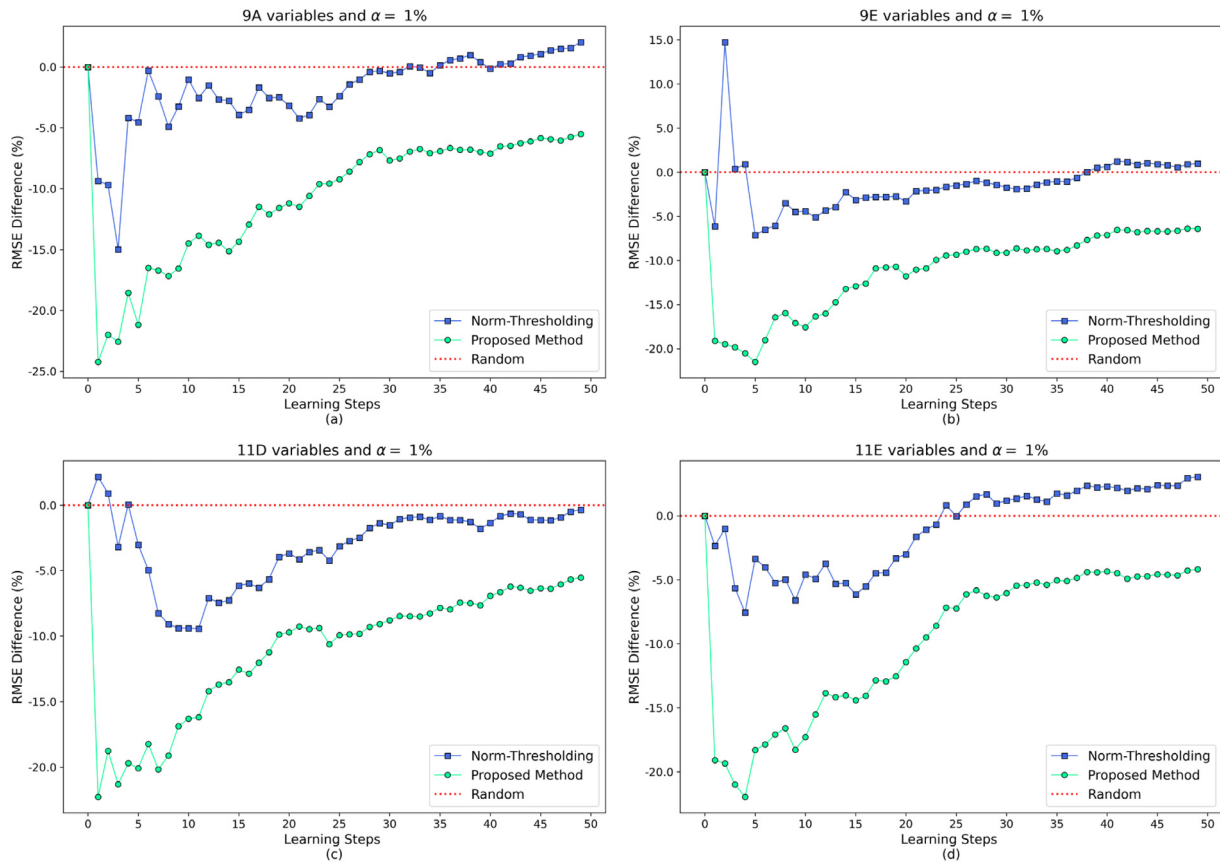 9A variables and α = 1%
0.0
-5.0
-10.0
-15.0
-20.0
-25.0
RMSE Difference (%)
Norm-Thresholding
Proposed Method
Random
0 5 10 15 20 25 30 35 40 45 50
Learning Steps
(a)
9E variables and α = 1%
15.0
10.0
5.0
0.0
-5.0
-10.0
-15.0
-20.0
RMSE Difference (%)
Norm-Thresholding
Proposed Method
Random
0 5 10 15 20 25 30 35 40 45 50
Learning Steps
(b)
11D variables and α = 1%
0.0
-5.0
-10.0
-15.0
-20.0
RMSE Difference (%)
Norm-Thresholding
Proposed Method
Random
0 5 10 15 20 25 30 35 40 45 50
Learning Steps
(c)
11E variables and α = 1%
0.0
-5.0
-10.0
-15.0
-20.0
RMSE Difference (%)
Norm-Thresholding
Proposed Method
Random
0 5 10 15 20 25 30 35 40 45 50
Learning Steps
(d)